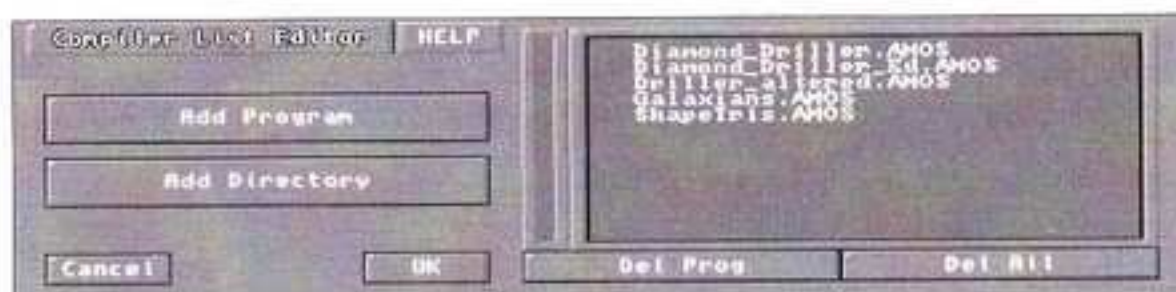 Compiler List Editor
HELP
Add Program
Add Directory
Cancel
OK
Diamond_Driller.AMOS
Diamond_Driller_Ed.AMOS
Driller_altered.AMOS
Galaxians.AMOS
ShapeTris.AMOS
Del Prog
Del All